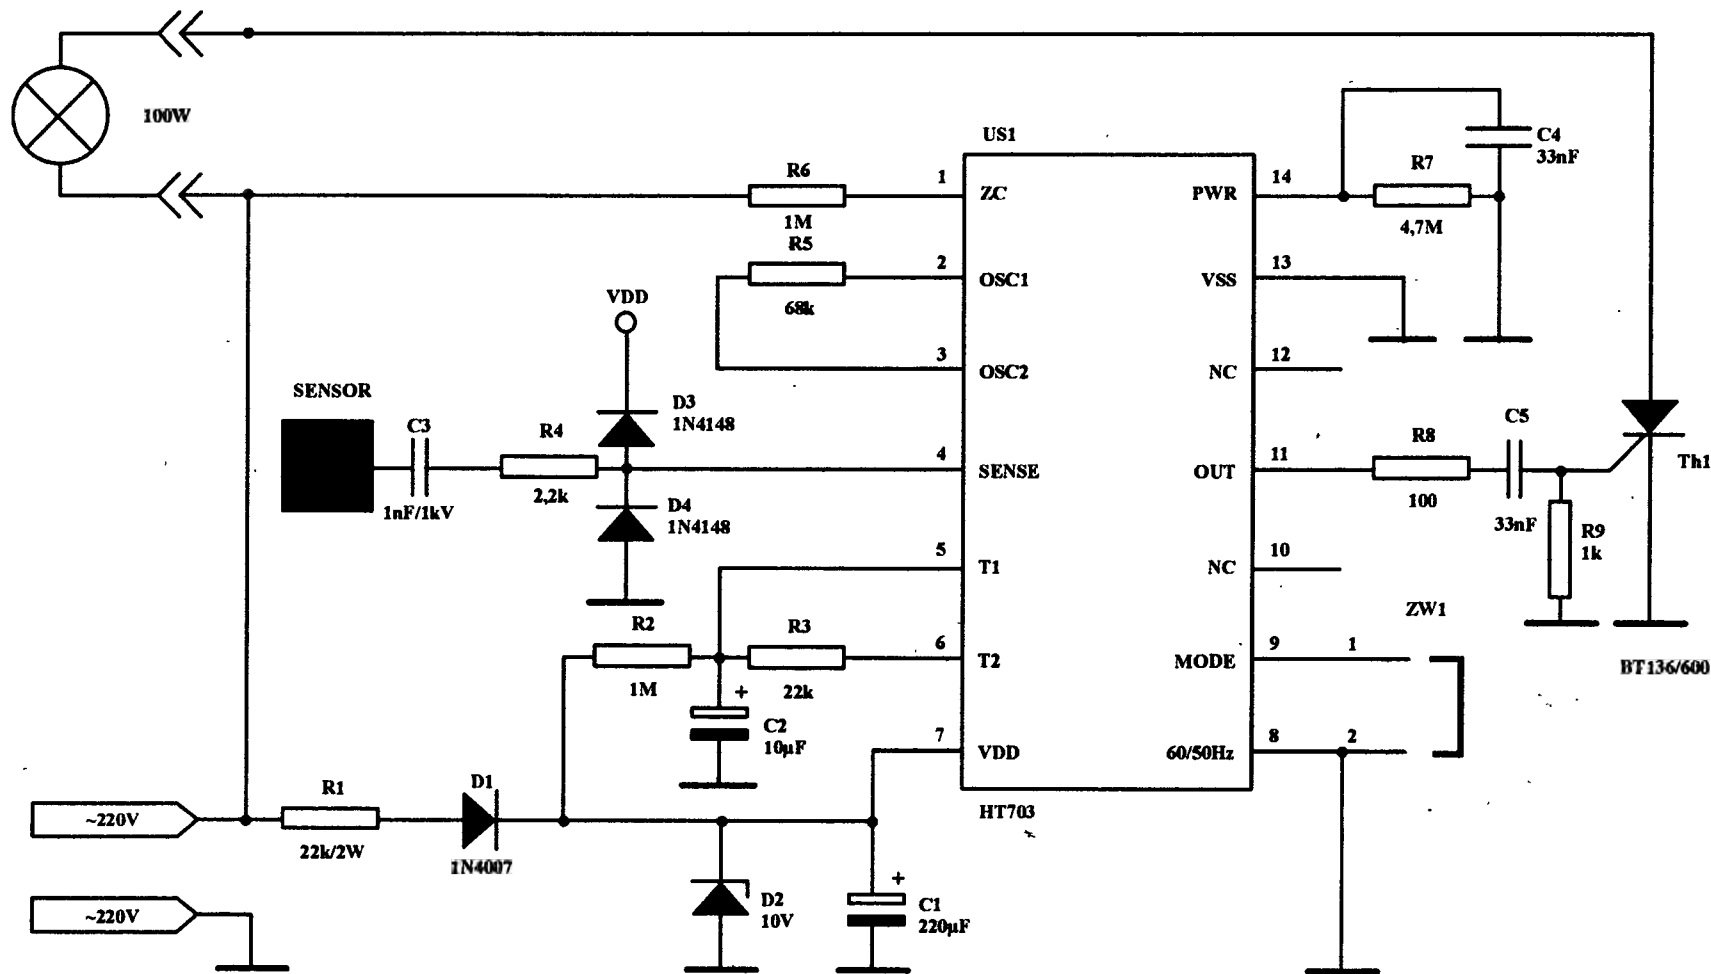 100W
US1
C4
33nF
R6
1M
1
ZC
PWR
14
R7
4,7M
R5
68k
2
OSC1
VSS
13
VDD
3
OSC2
NC
12
SENSOR
C3
1nF/1kV
R4
2,2k
D3
1N4148
4
SENSE
OUT
11
R8
100
C5
33nF
Th1
D4
1N4148
R9
1k
5
T1
NC
10
ZW1
R2
1M
R3
22k
6
T2
MODE
9
1
BT136/600
+
C2
10µF
7
VDD
60/50Hz
8
2
~220V
R1
22k/2W
D1
1N4007
HT703
~220V
D2
10V
+
C1
220µF